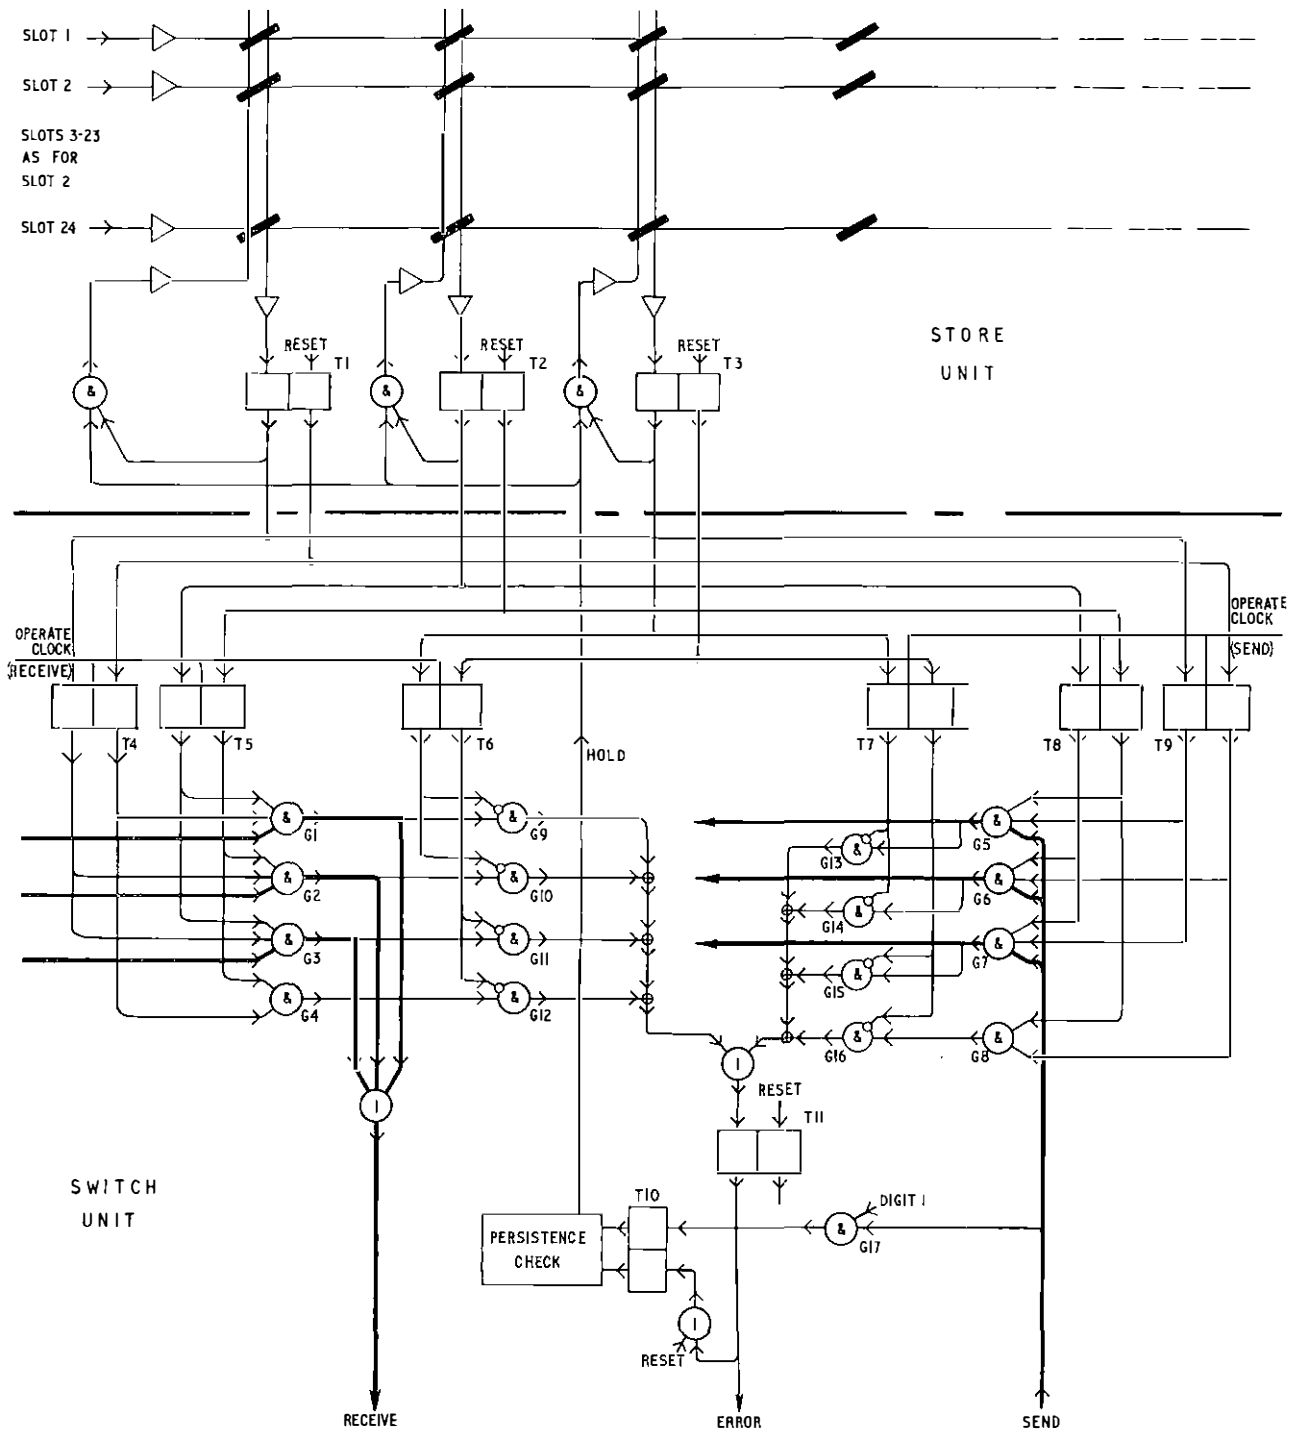 SLOT 1
SLOT 2
SLOTS 3-23
AS FOR
SLOT 2
SLOT 24
STORE
UNIT
RESET
T1
RESET
T2
RESET
T3
&
&
&
OPERATE
CLOCK
(RECEIVE)
OPERATE
CLOCK
(SEND)
T4
T5
T6
T7
T8
T9
HOLD
&
G1
&
G9
&
G5
&
G13
&
G2
&
G10
&
G6
&
G14
&
G3
&
G11
&
G7
&
G15
&
G4
&
G12
&
G16
&
G8
1
RESET
1
T11
SWITCH
UNIT
T10
DIGIT 1
PERSISTENCE
CHECK
&
G17
1
RESET
RECEIVE
ERROR
SEND